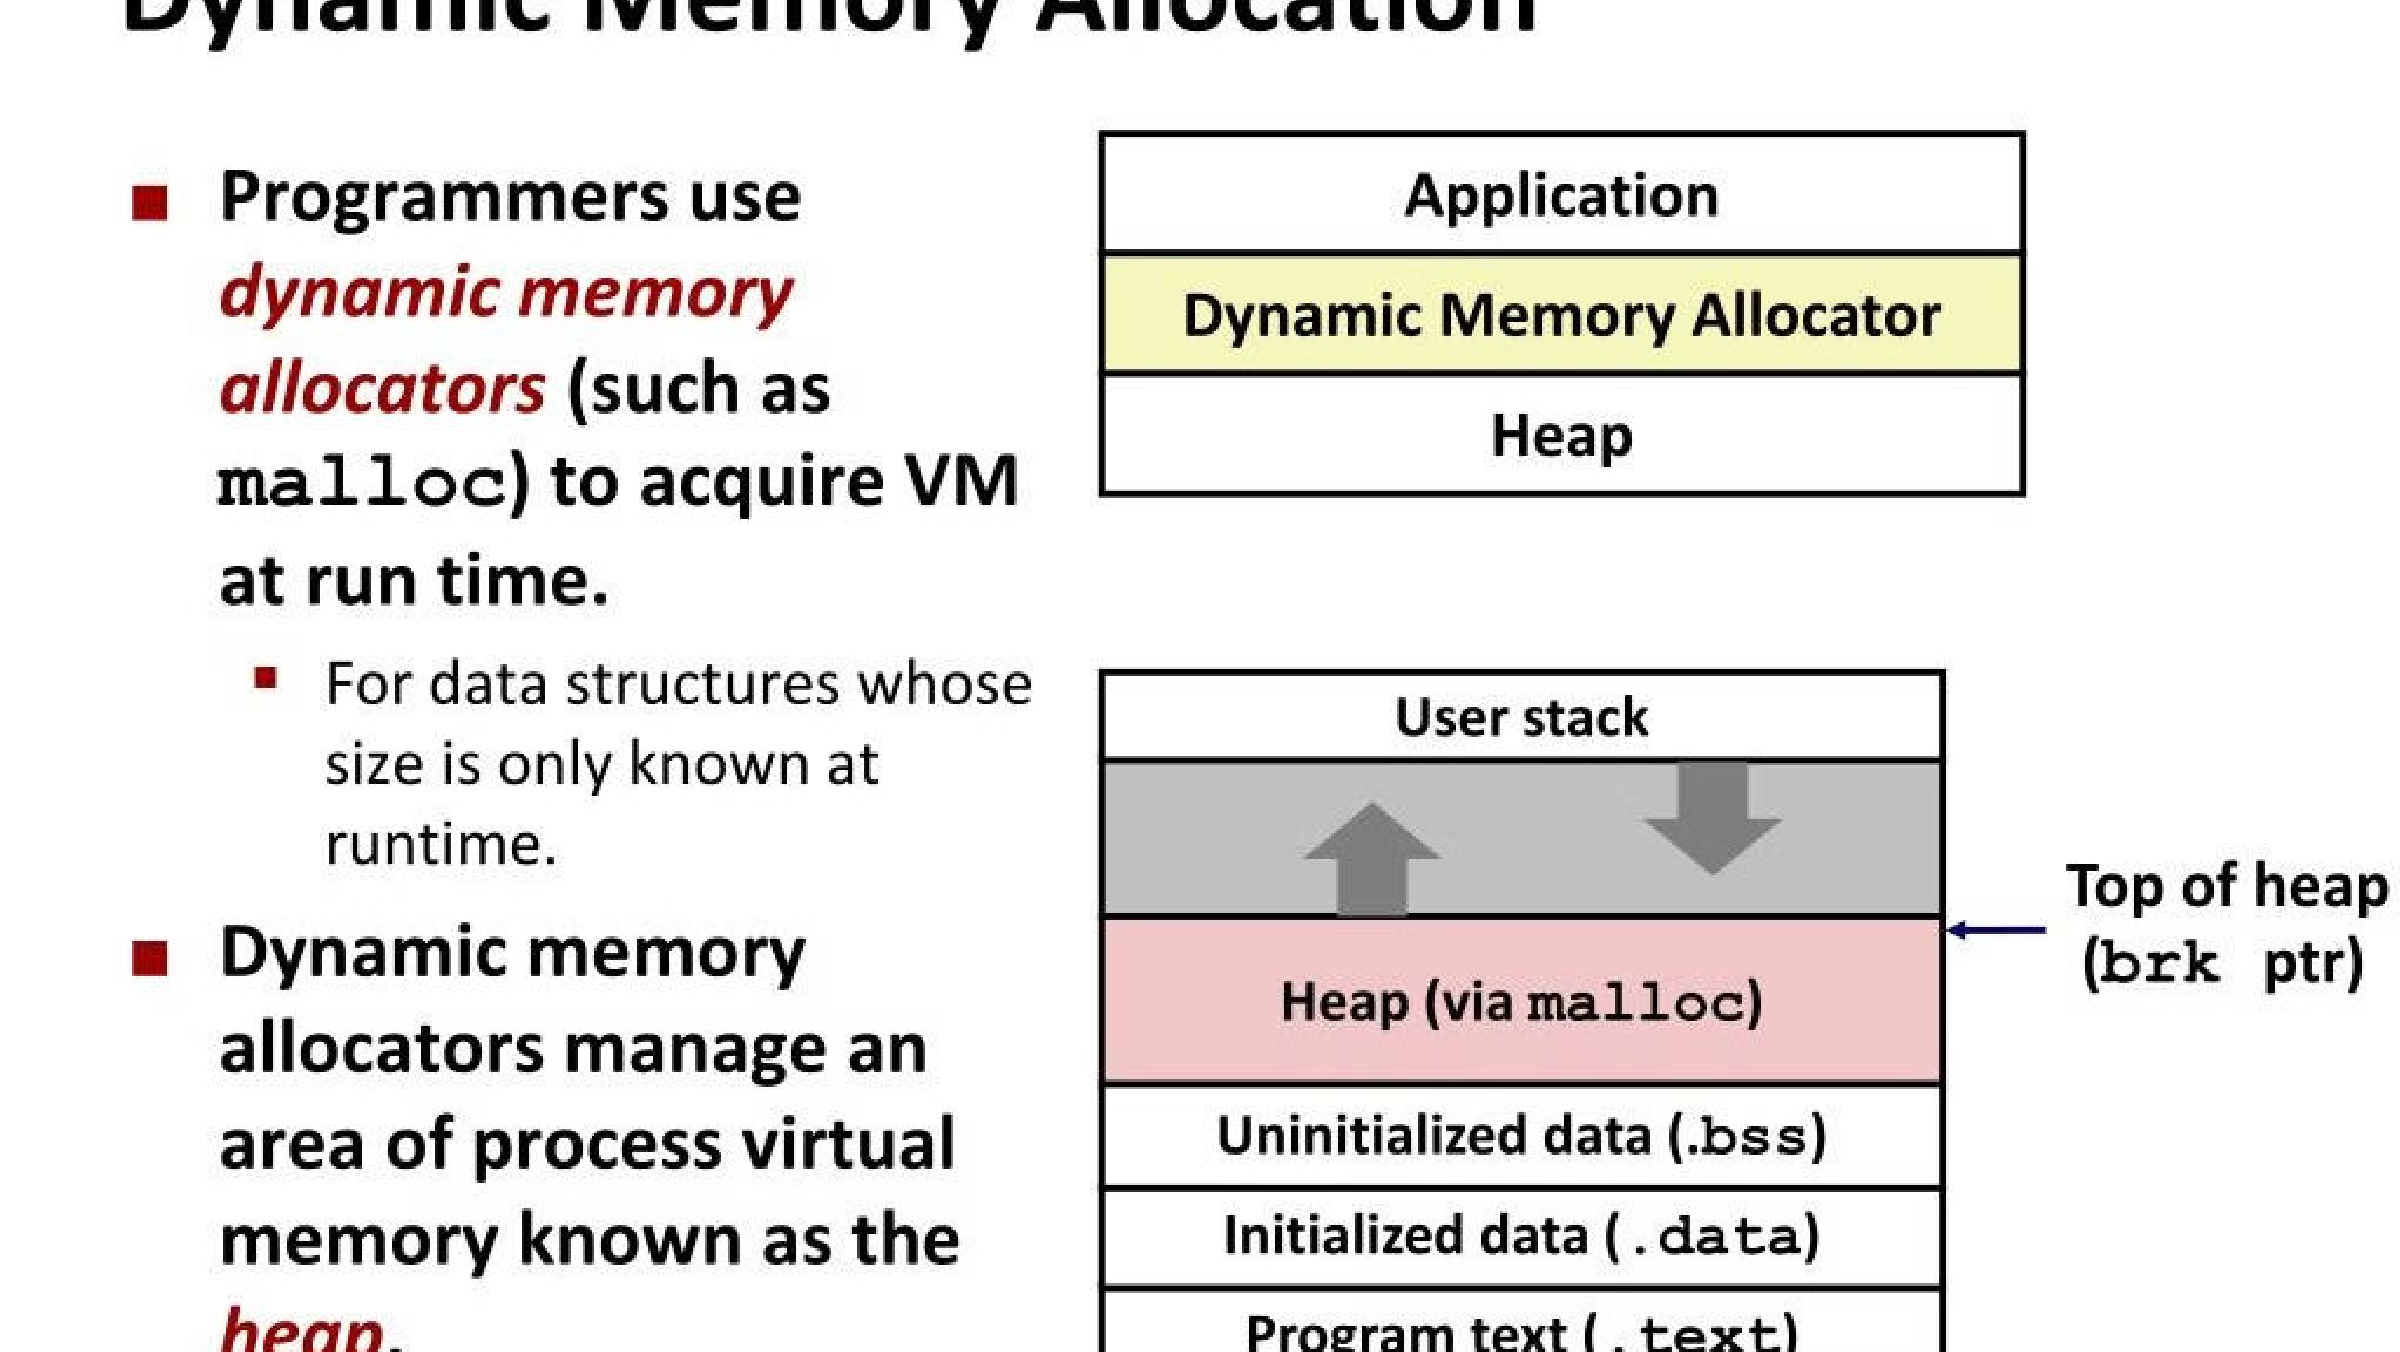 Dynamic Memory Allocation
Programmers use
dynamic memory
allocators (such as
malloc) to acquire VM
at run time.
For data structures whose
size is only known at
runtime.
Dynamic memory
allocators manage an
area of process virtual
memory known as the
heap.
Application
Dynamic Memory Allocator
Heap
User stack
Top of heap
(brk ptr)
Heap (via malloc)
Uninitialized data (.bss)
Initialized data (.data)
Program text (.text)